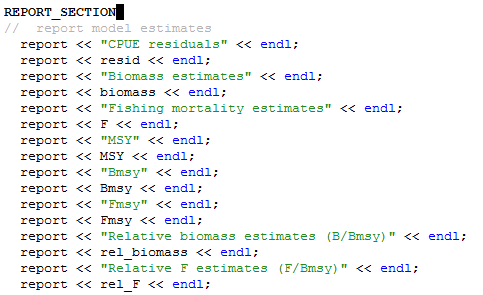 REPORT_SECTION
//  report model estimates
  report << "CPUE residuals" << endl;
  report << resid << endl;
  report << "Biomass estimates" << endl;
  report << biomass << endl;
  report << "Fishing mortality estimates" << endl;
  report << F << endl;
  report << "MSY" << endl;
  report << MSY << endl;
  report << "Bmsy" << endl;
  report << Bmsy << endl;
  report << "Fmsy" << endl;
  report << Fmsy << endl;
  report << "Relative biomass estimates (B/Bmsy)" << endl;
  report << rel_biomass << endl;
  report << "Relative F estimates (F/Bmsy)" << endl;
  report << rel_F << endl;